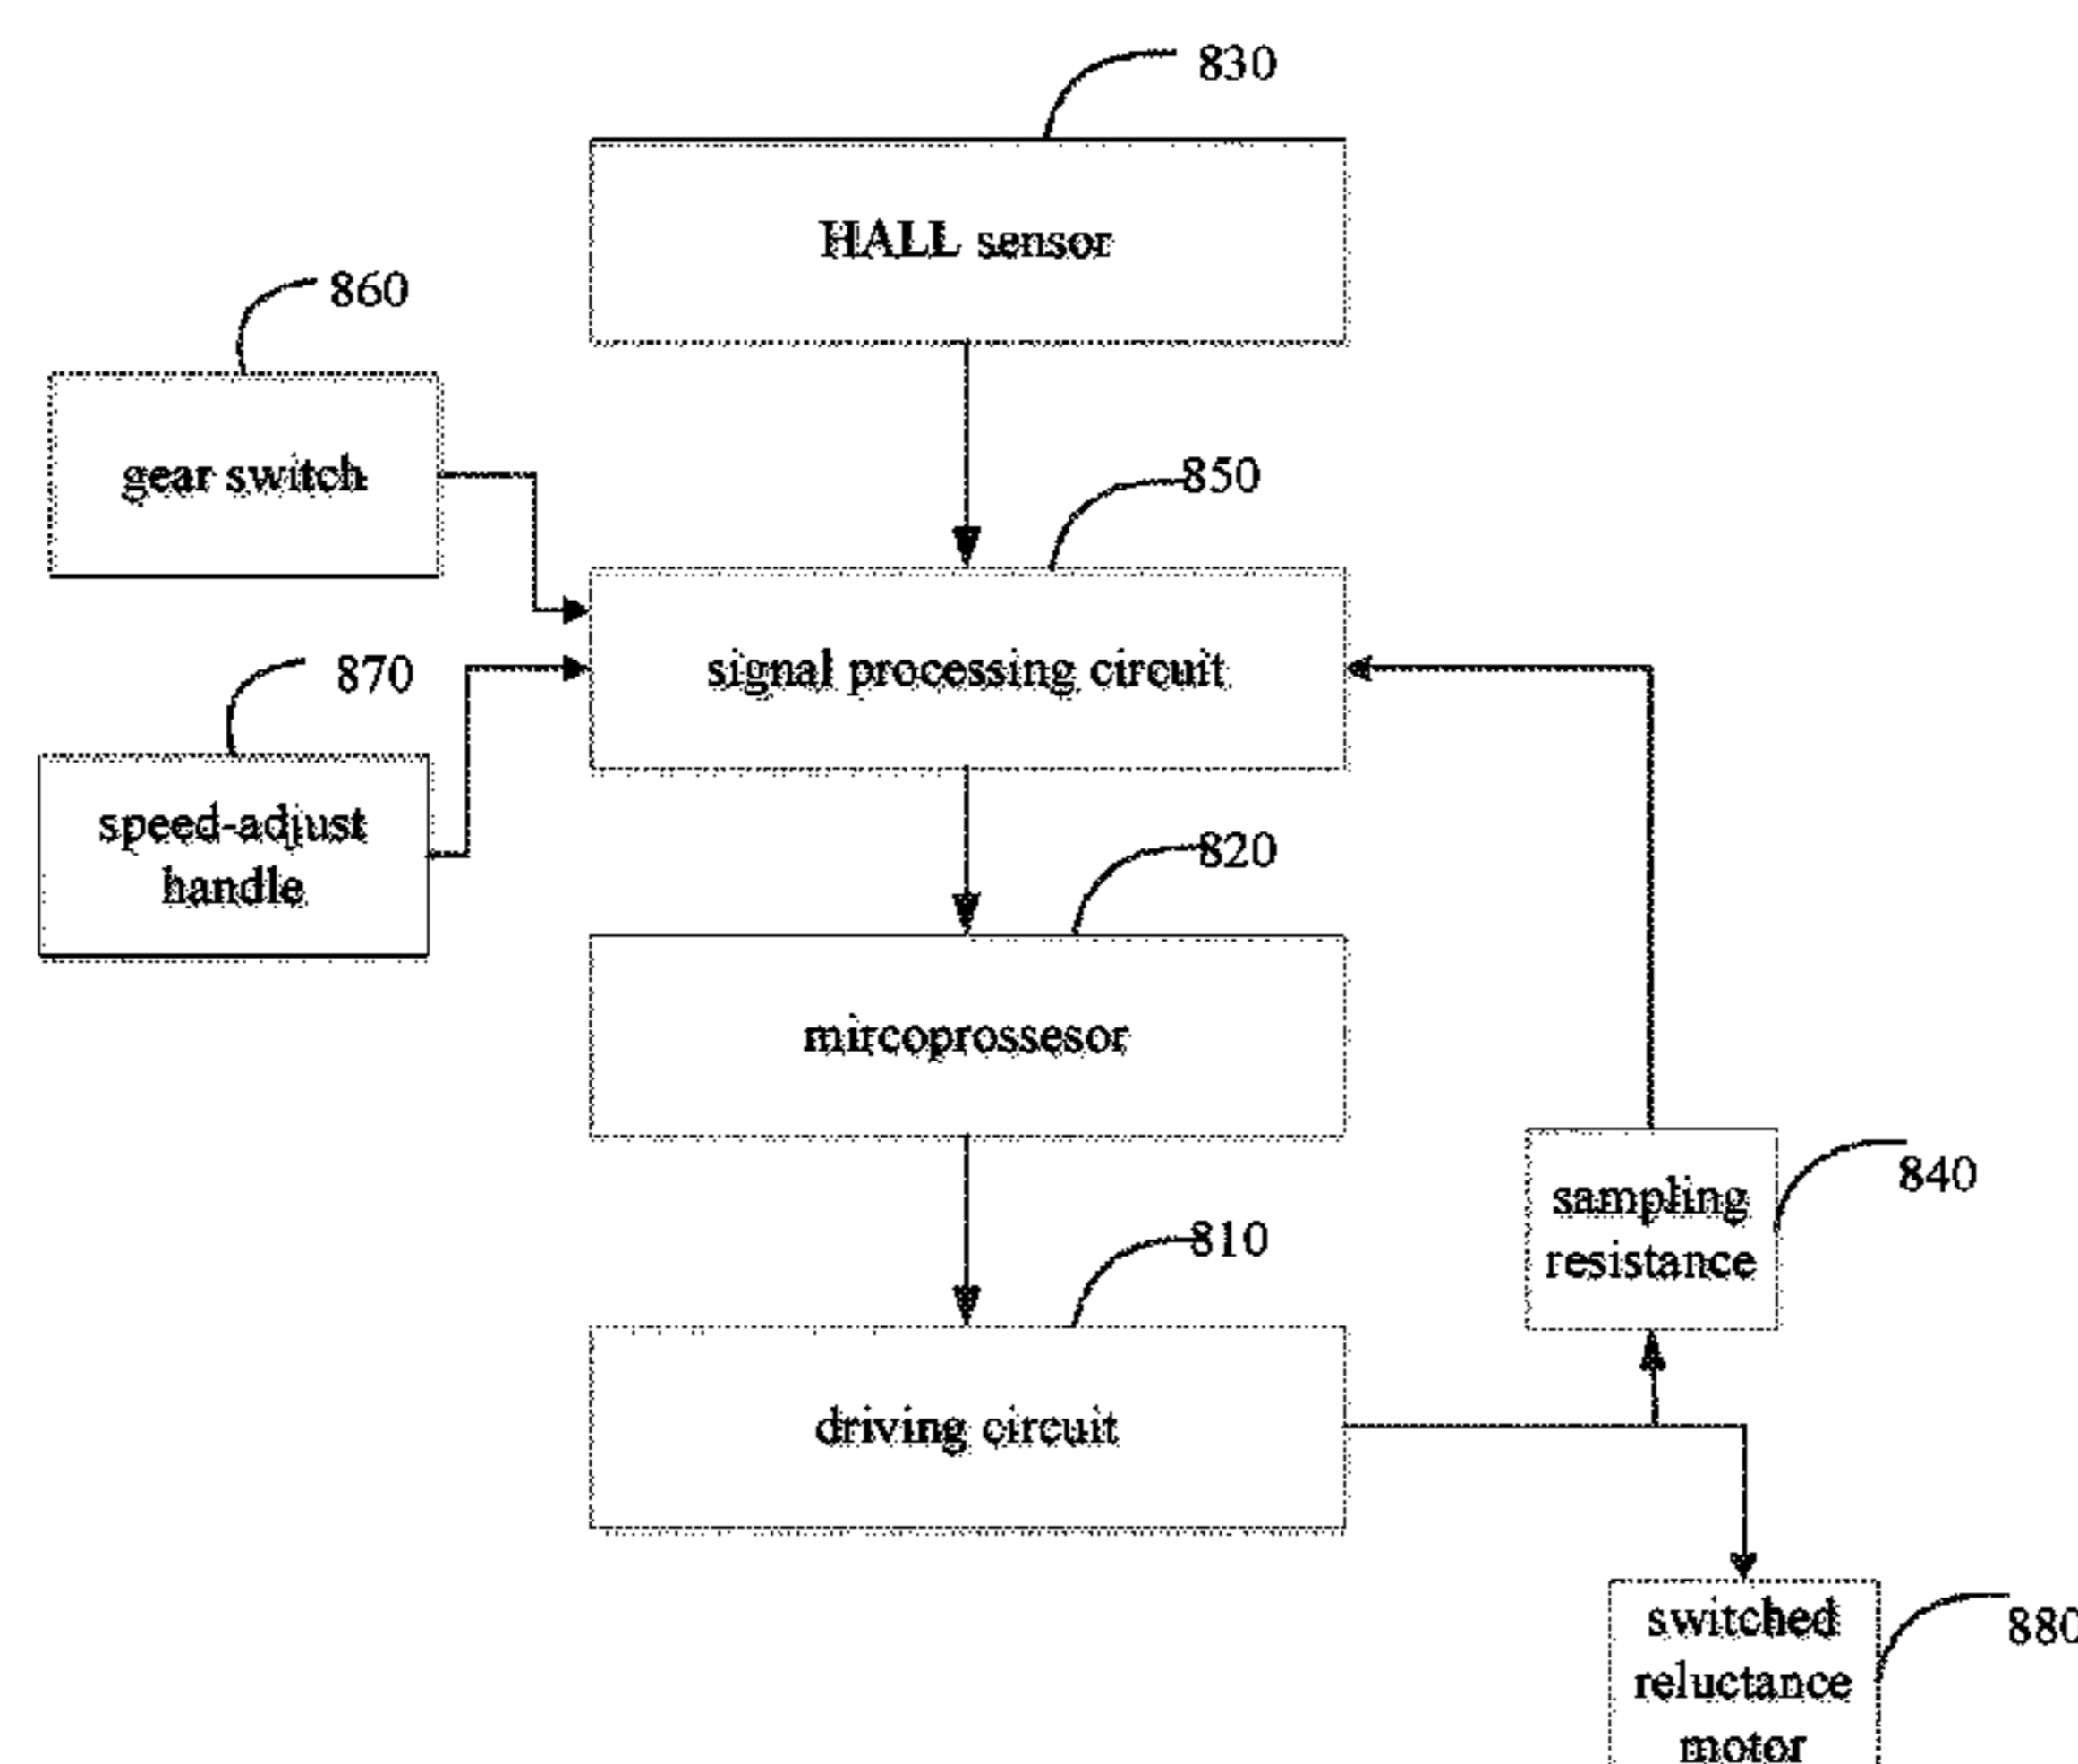 830
HALL sensor
860
gear switch
850
signal processing circuit
870
speed-adjust
handle
820
mircoprossesor
840
sampling
resistance
810
driving circuit
880
switched
reluctance
motor